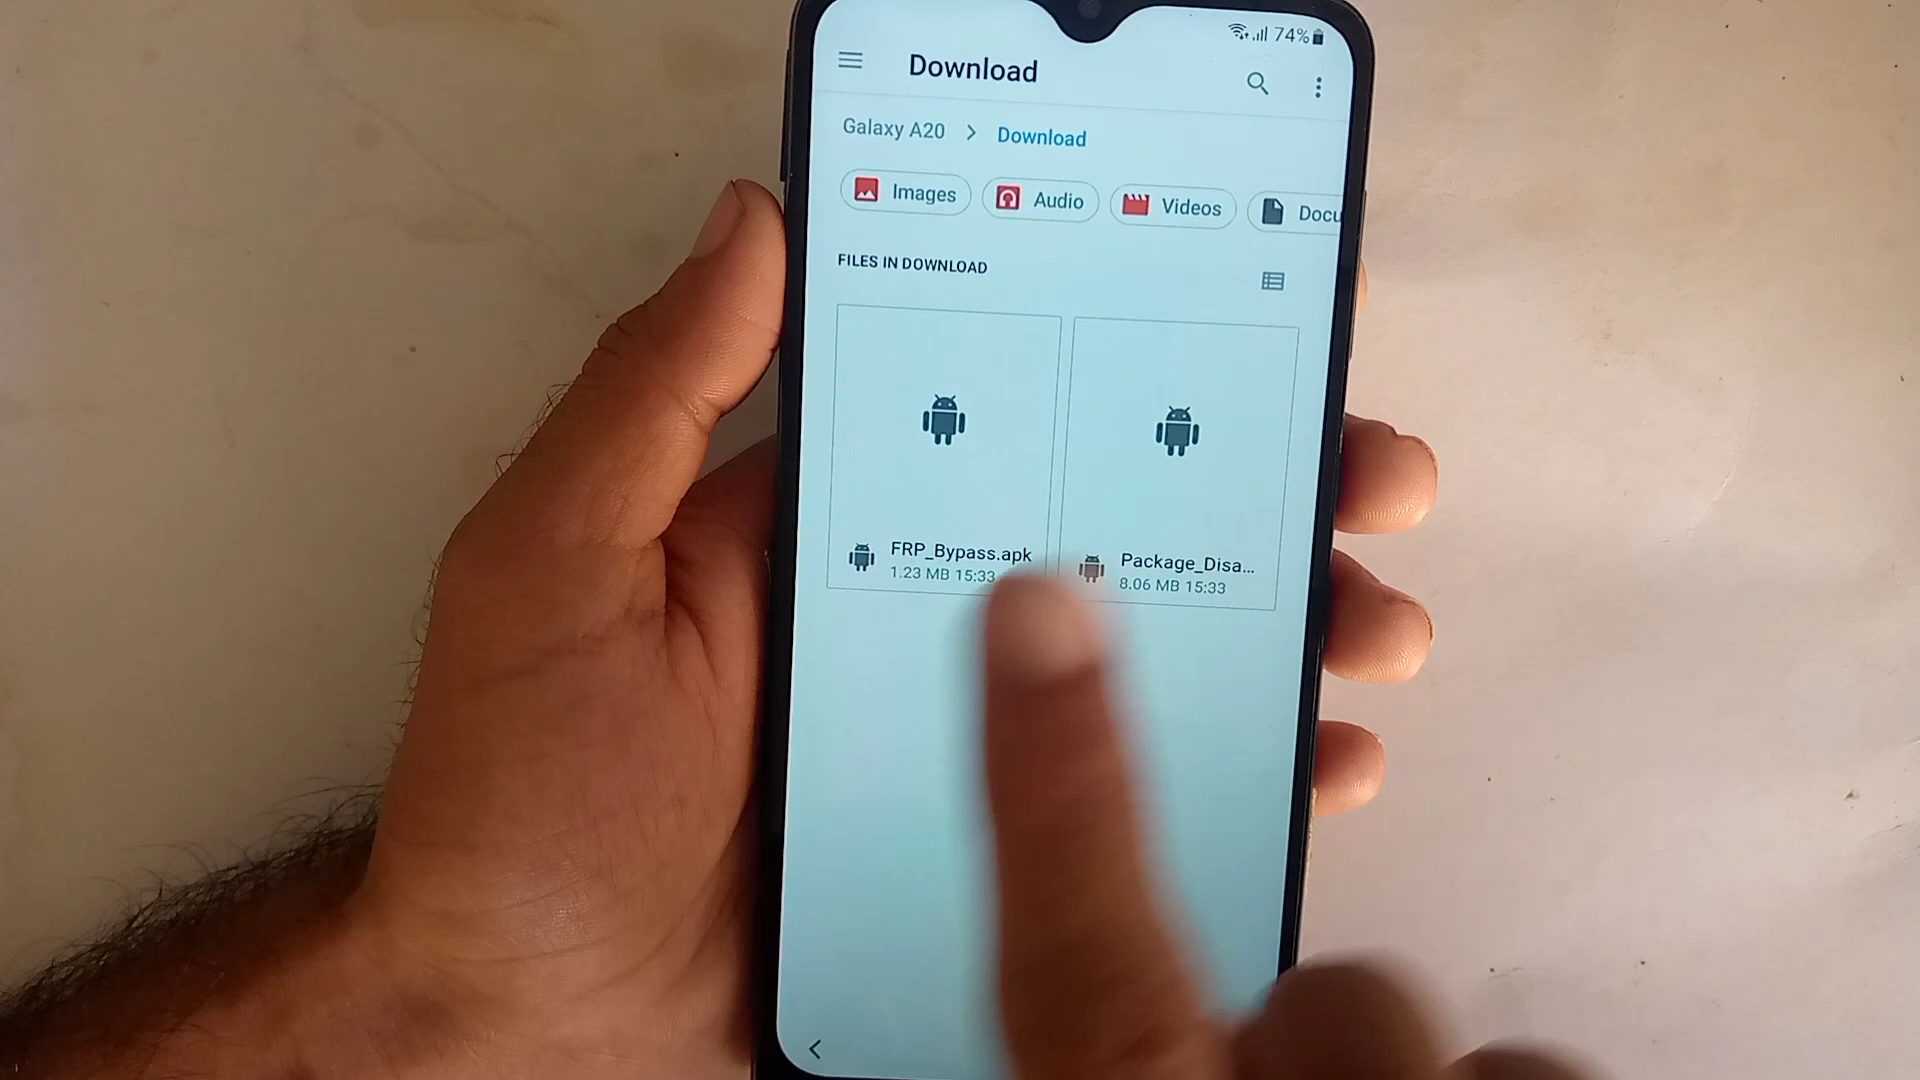 74%
Download
Galaxy A20 > Download
Images Audio Videos Docu
FILES IN DOWNLOAD
FRP_Bypass.apk
1.23 MB 15:33
Package_Disa...
8.06 MB 15:33